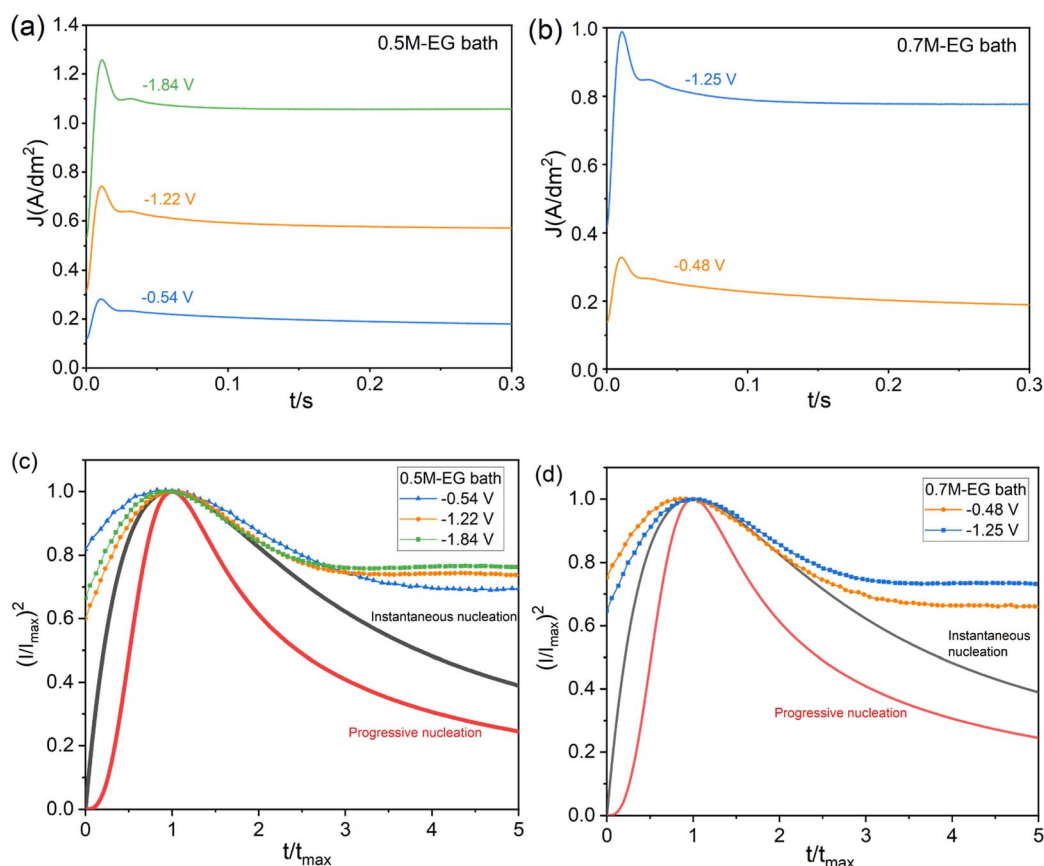 (a)
0.5M-EG bath
1.4
1.2
1.0
0.8
0.6
0.4
0.2
0.0
J(A/dm²)
-1.84 V
-1.22 V
-0.54 V
0.0 0.1 0.2 0.3
t/s
(b)
0.7M-EG bath
1.0
0.8
0.6
0.4
0.2
0.0
J(A/dm²)
-1.25 V
-0.48 V
0.0 0.1 0.2 0.3
t/s
(c)
0.5M-EG bath
-0.54 V
-1.22 V
-1.84 V
1.0
0.8
0.6
0.4
0.2
0.0
(I/Imax)²
Instantaneous nucleation
Progressive nucleation
0 1 2 3 4 5
t/tmax
(d)
0.7M-EG bath
-0.48 V
-1.25 V
1.0
0.8
0.6
0.4
0.2
0.0
(I/Imax)²
Instantaneous
nucleation
Progressive nucleation
0 1 2 3 4 5
t/tmax